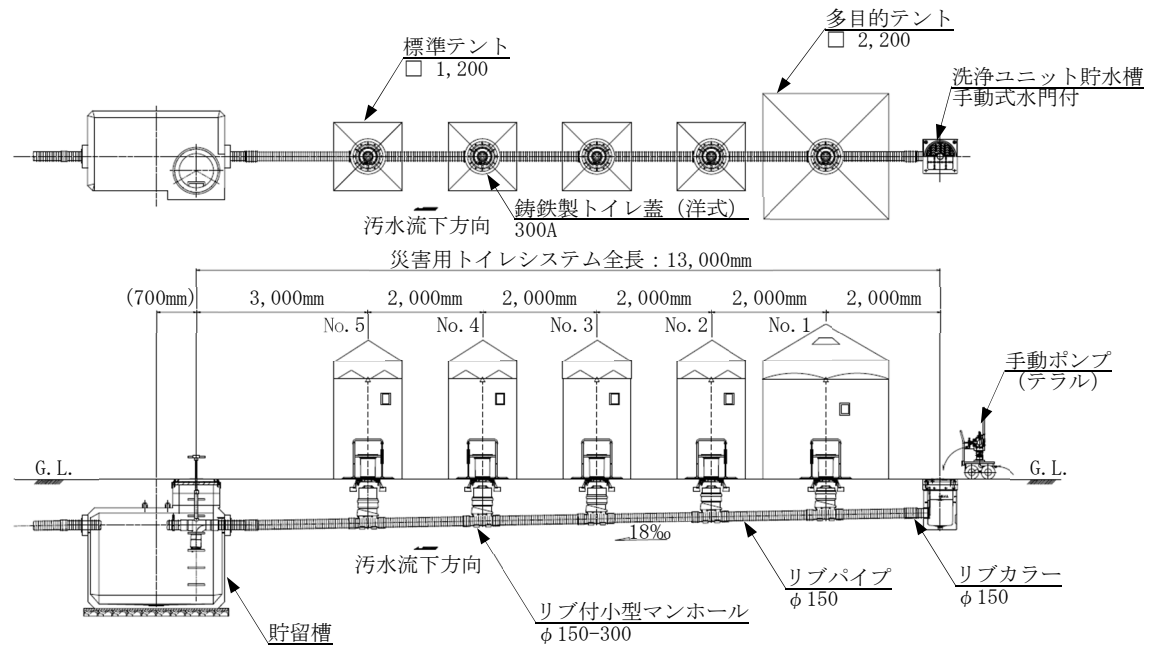 多目的テント
□ 2,200
標準テント
□ 1,200
洗浄ユニット貯水槽
手動式水門付
鋳鉄製トイレ蓋（洋式）
300A
汚水流下方向
災害用トイレシステム全長：13,000mm
(700mm)
3,000mm
2,000mm
2,000mm
2,000mm
2,000mm
2,000mm
No.5
No.4
No.3
No.2
No.1
手動ポンプ
（テラル）
G.L.
G.L.
18‰
汚水流下方向
リブパイプ
φ150
リブカラー
φ150
リブ付小型マンホール
φ150-300
貯留槽